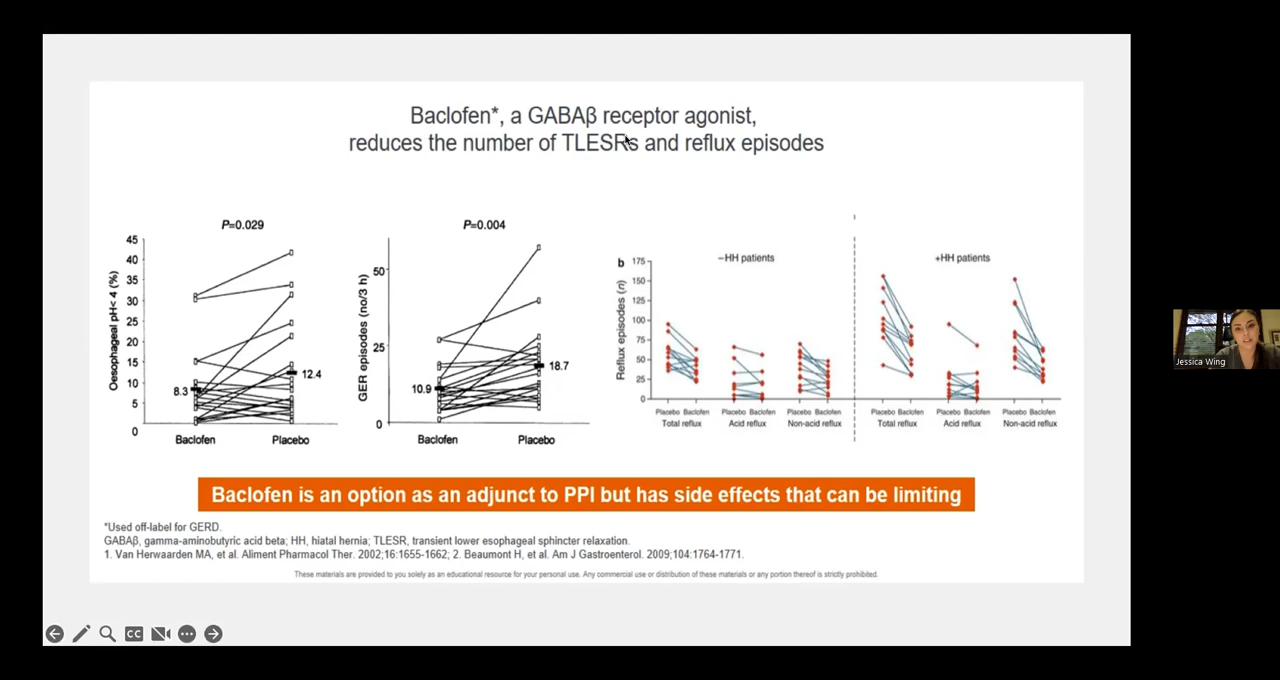 Baclofen*, a GABAβ receptor agonist,
reduces the number of TLESRs and reflux episodes
P=0.029
Oesophageal pH< 4 (%)
45
40
35
30
25
20
15
10
5
0
8.3
12.4
Baclofen
Placebo
P=0.004
GER episodes (no/3 h)
50
25
0
10.9
18.7
Baclofen
Placebo
b
Reflux episodes (n)
175
150
125
100
75
50
25
0
–HH patients
+HH patients
Placebo Baclofen
Total reflux
Placebo Baclofen
Acid reflux
Placebo Baclofen
Non-acid reflux
Placebo Baclofen
Total reflux
Placebo Baclofen
Acid reflux
Placebo Baclofen
Non-acid reflux
Baclofen is an option as an adjunct to PPI but has side effects that can be limiting
*Used off-label for GERD.
GABAβ, gamma-aminobutyric acid beta; HH, hiatal hernia; TLESR, transient lower esophageal sphincter relaxation.
1. Van Herwaarden MA, et al. Aliment Pharmacol Ther. 2002;16:1655-1662; 2. Beaumont H, et al. Am J Gastroenterol. 2009;104:1764-1771.
These materials are provided to you solely as an educational resource for your personal use. Any commercial use or distribution of these materials or any portion thereof is strictly prohibited.
CC
Jessica Wing